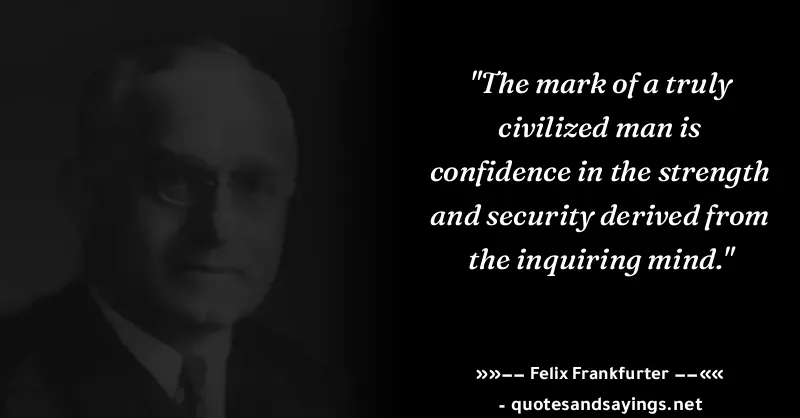 "The mark of a truly
civilized man is
confidence in the strength
and security derived from
the inquiring mind."
»»−− Felix Frankfurter −−««
- quotesandsayings.net